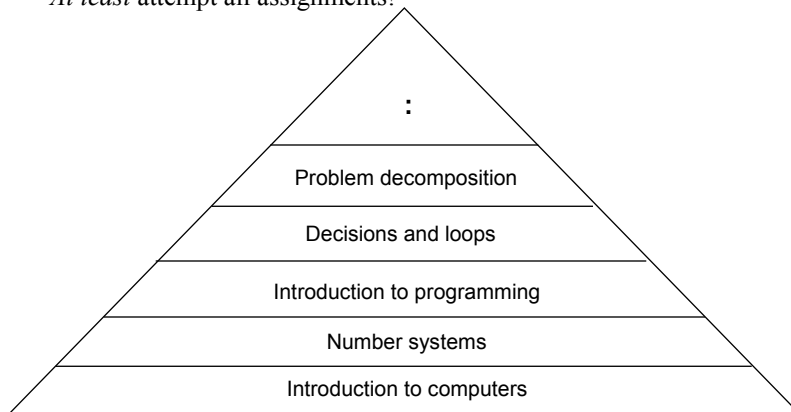 At least attempt all assignments!
:
Problem decomposition
Decisions and loops
Introduction to programming
Number systems
Introduction to computers